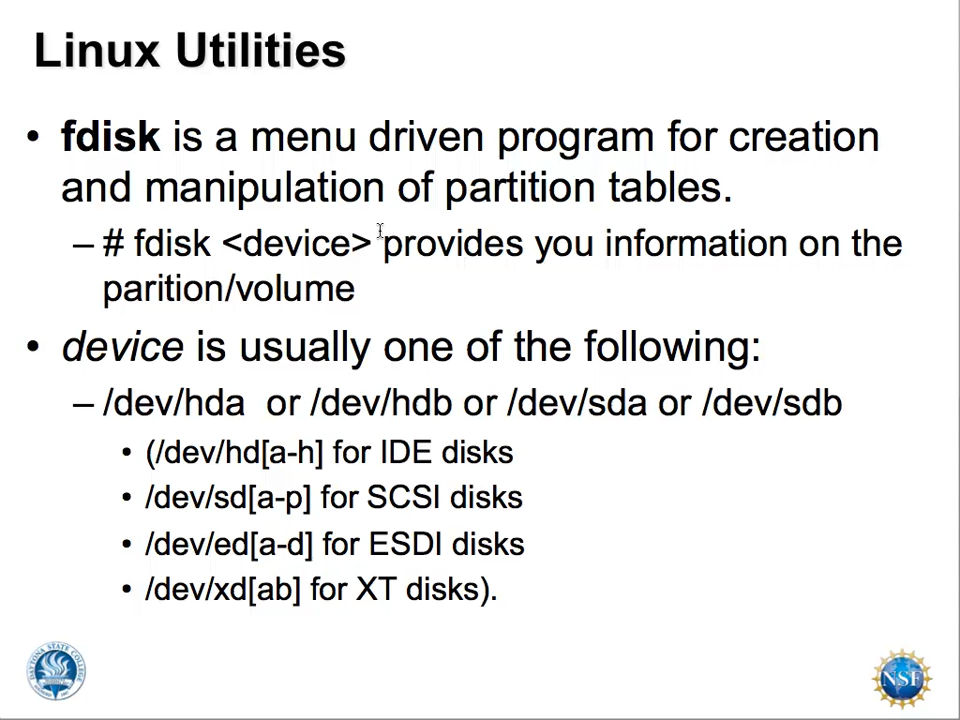 Linux Utilities
• fdisk is a menu driven program for creation
and manipulation of partition tables.
– # fdisk <device> provides you information on the
parition/volume
• device is usually one of the following:
– /dev/hda or /dev/hdb or /dev/sda or /dev/sdb
• (/dev/hd[a-h] for IDE disks
• /dev/sd[a-p] for SCSI disks
• /dev/ed[a-d] for ESDI disks
• /dev/xd[ab] for XT disks).
DAYTONA STATE COLLEGE
NSF